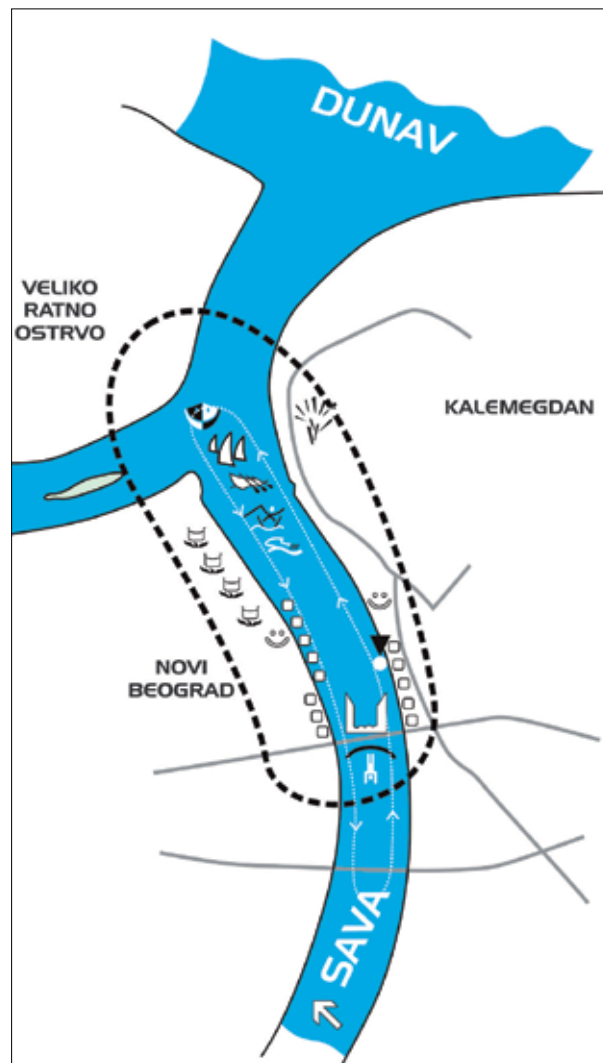 DUNAV
VELIKO
RATNO
OSTRVO
KALEMEGDAN
NOVI
BEOGRAD
SAVA